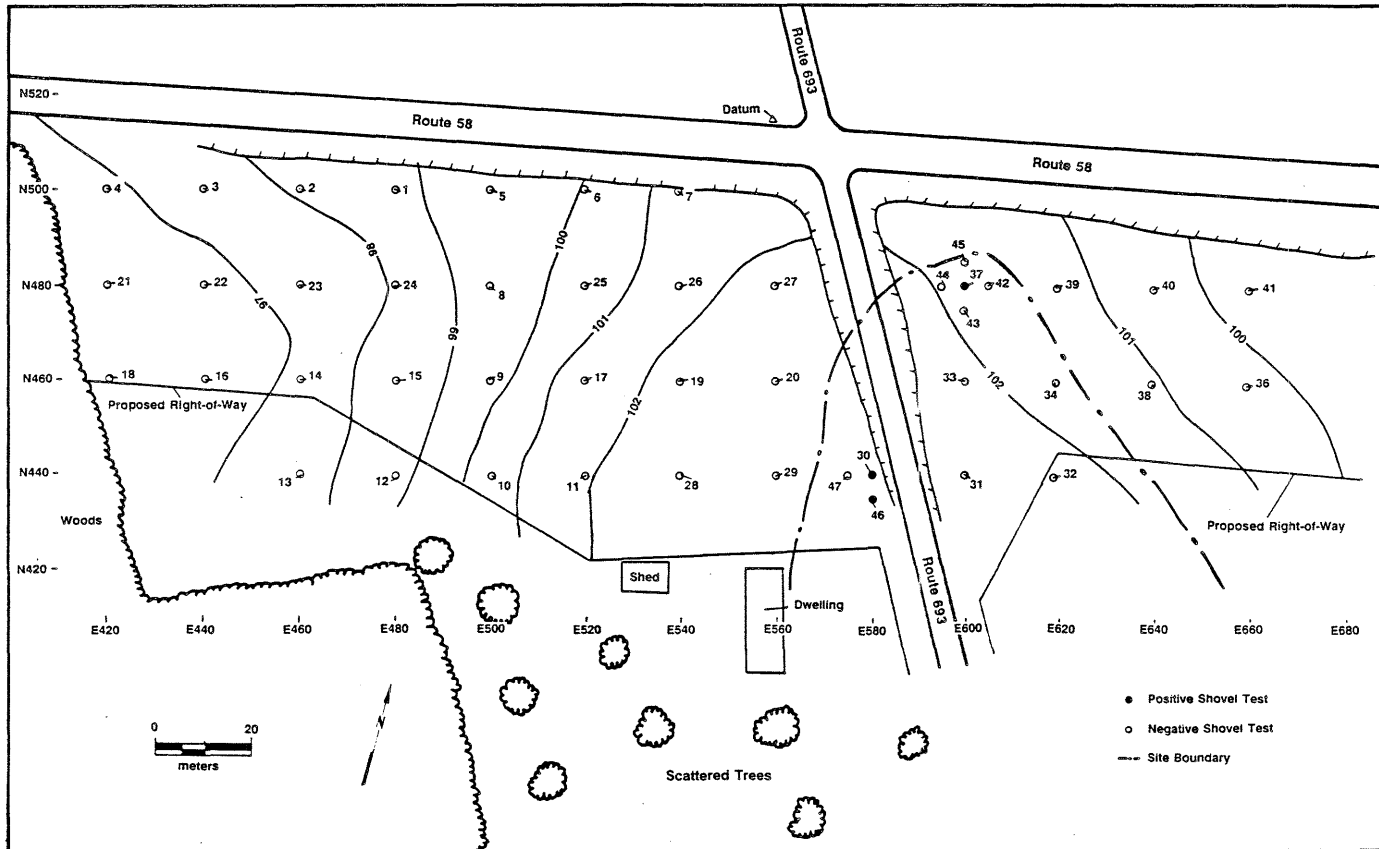 Route 693
N520
Datum
Route 58
Route 58
N500
4
3
2
1
5
6
7
45
98
100
97
99
101
102
101
100
102
N480
21
22
23
24
8
25
26
27
44
37
42
39
40
41
43
N460
18
16
14
15
9
17
19
20
33
34
38
36
Proposed Right-of-Way
N440
13
12
10
11
28
29
47
30
46
31
32
Woods
Proposed Right-of-Way
N420
Shed
Dwelling
Route 693
E420
E440
E460
E480
E500
E520
E540
E560
E580
E600
E620
E640
E660
E680
N
0
20
meters
Scattered Trees
Positive Shovel Test
Negative Shovel Test
Site Boundary